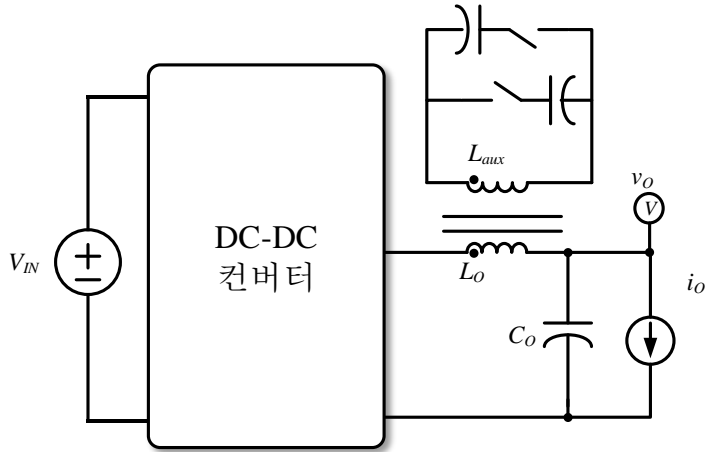 L_aux
v_O
V
DC-DC
컨버터
V_IN
L_O
i_O
C_O